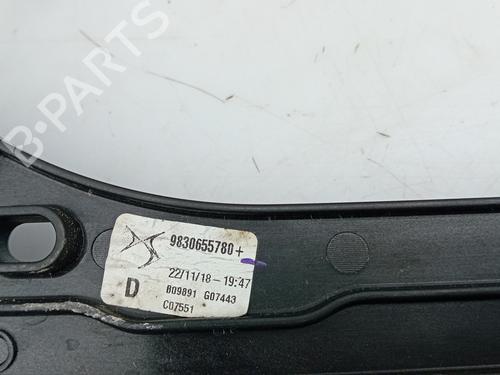 B-PARTS
9830655780+
22/11/18-19:47
D
B09891 G07443
C07551